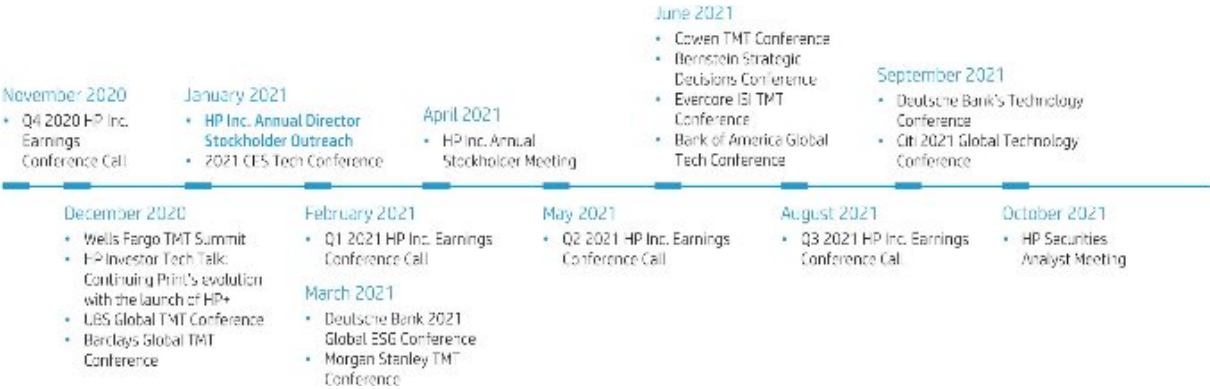 November 2020
• Q4 2020 HP Inc.
Earnings
Conference Call
December 2020
• Wells Fargo TMT Summit
• HP Investor Tech Talk:
Continuing Print's evolution
with the launch of HP+
• UBS Global TMT Conference
• Barclays Global TMT
Conference
January 2021
• HP Inc. Annual Director
Stockholder Outreach
• 2021 CES Tech Conference
February 2021
• Q1 2021 HP Inc. Earnings
Conference Call
March 2021
• Deutsche Bank 2021
Global ESG Conference
• Morgan Stanley TMT
Conference
April 2021
• HP Inc. Annual
Stockholder Meeting
May 2021
• Q2 2021 HP Inc. Earnings
Conference Call
June 2021
• Cowen TMT Conference
• Bernstein Strategic
Decisions Conference
• Evercore ISI TMT
Conference
• Bank of America Global
Tech Conference
August 2021
• Q3 2021 HP Inc. Earnings
Conference Call
September 2021
• Deutsche Bank's Technology
Conference
• Citi 2021 Global Technology
Conference
October 2021
• HP Securities
Analyst Meeting